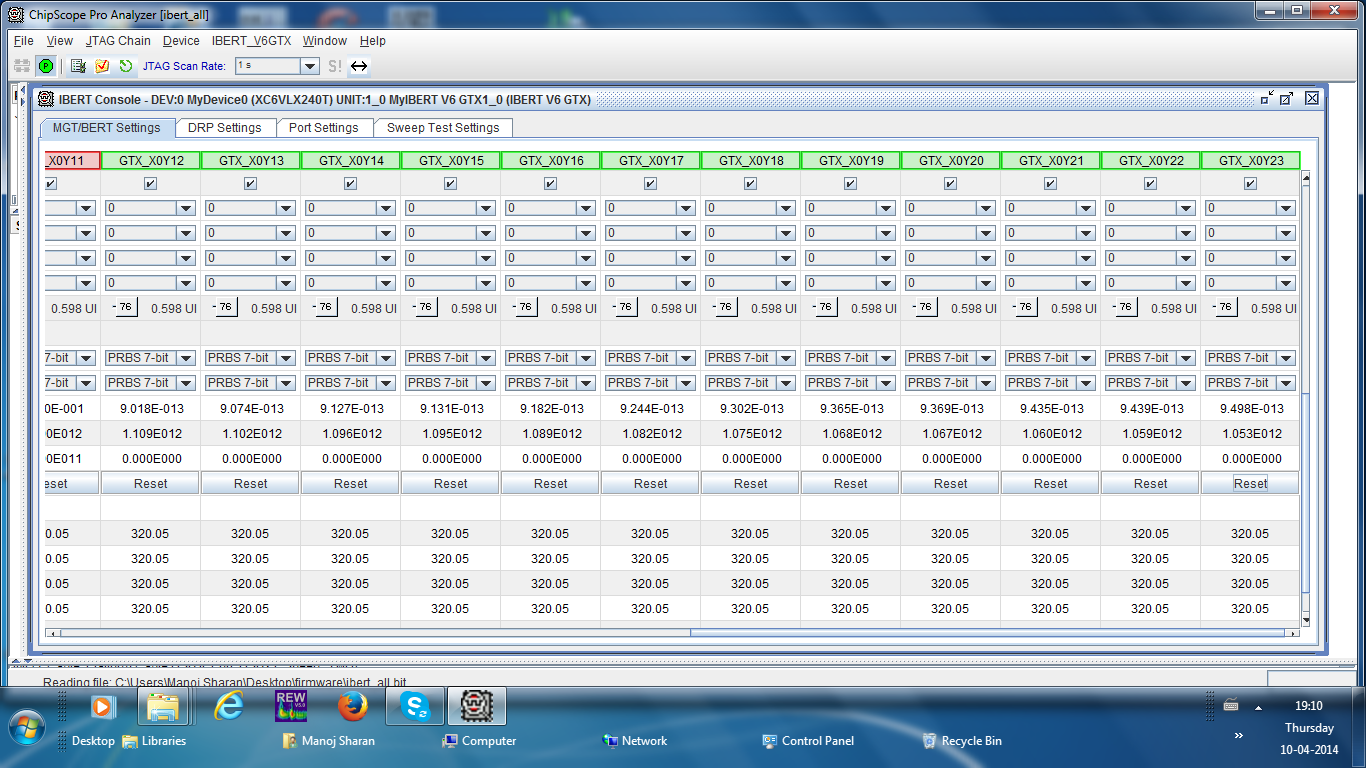 ChipScope Pro Analyzer [ibert_all]
File View JTAG Chain Device IBERT_V6GTX Window Help
P JTAG Scan Rate: 1 s S!
IBERT Console - DEV:0 MyDevice0 (XC6VLX240T) UNIT:1_0 MyIBERT V6 GTX1_0 (IBERT V6 GTX)
MGT/BERT Settings DRP Settings Port Settings Sweep Test Settings
_X0Y11 GTX_X0Y12 GTX_X0Y13 GTX_X0Y14 GTX_X0Y15 GTX_X0Y16 GTX_X0Y17 GTX_X0Y18 GTX_X0Y19 GTX_X0Y20 GTX_X0Y21 GTX_X0Y22 GTX_X0Y23
0 0 0 0 0 0 0 0 0 0 0 0
0 0 0 0 0 0 0 0 0 0 0 0
0 0 0 0 0 0 0 0 0 0 0 0
0 0 0 0 0 0 0 0 0 0 0 0
0.598 UI - 76 0.598 UI - 76 0.598 UI - 76 0.598 UI - 76 0.598 UI - 76 0.598 UI - 76 0.598 UI - 76 0.598 UI - 76 0.598 UI - 76 0.598 UI - 76 0.598 UI - 76 0.598 UI - 76 0.598 UI
7-bit PRBS 7-bit PRBS 7-bit PRBS 7-bit PRBS 7-bit PRBS 7-bit PRBS 7-bit PRBS 7-bit PRBS 7-bit PRBS 7-bit PRBS 7-bit PRBS 7-bit PRBS 7-bit
7-bit PRBS 7-bit PRBS 7-bit PRBS 7-bit PRBS 7-bit PRBS 7-bit PRBS 7-bit PRBS 7-bit PRBS 7-bit PRBS 7-bit PRBS 7-bit PRBS 7-bit PRBS 7-bit
0E-001 9.018E-013 9.074E-013 9.127E-013 9.131E-013 9.182E-013 9.244E-013 9.302E-013 9.365E-013 9.369E-013 9.435E-013 9.439E-013 9.498E-013
0E012 1.109E012 1.102E012 1.096E012 1.095E012 1.089E012 1.082E012 1.075E012 1.068E012 1.067E012 1.060E012 1.059E012 1.053E012
0E011 0.000E000 0.000E000 0.000E000 0.000E000 0.000E000 0.000E000 0.000E000 0.000E000 0.000E000 0.000E000 0.000E000 0.000E000
eset Reset Reset Reset Reset Reset Reset Reset Reset Reset Reset Reset Reset
0.05 320.05 320.05 320.05 320.05 320.05 320.05 320.05 320.05 320.05 320.05 320.05 320.05
0.05 320.05 320.05 320.05 320.05 320.05 320.05 320.05 320.05 320.05 320.05 320.05 320.05
0.05 320.05 320.05 320.05 320.05 320.05 320.05 320.05 320.05 320.05 320.05 320.05 320.05
0.05 320.05 320.05 320.05 320.05 320.05 320.05 320.05 320.05 320.05 320.05 320.05 320.05
Reading file: C:\Users\Manoj Sharan\Desktop\firmware\ibert_all.bit
REW V5.0
19:10
Thursday
10-04-2014
Desktop Libraries Manoj Sharan Computer Network Control Panel Recycle Bin